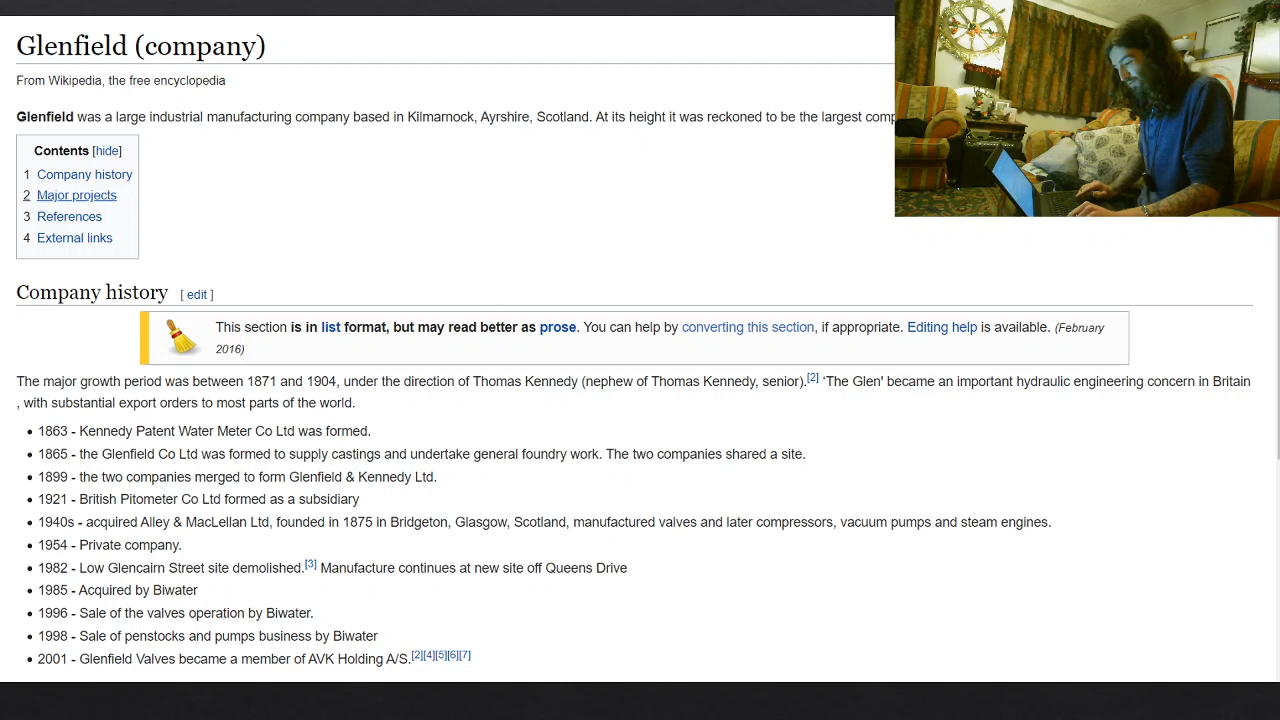 Glenfield (company)
From Wikipedia, the free encyclopedia
Glenfield was a large industrial manufacturing company based in Kilmarnock, Ayrshire, Scotland. At its height it was reckoned to be the largest comp
Contents [hide]
1 Company history
2 Major projects
3 References
4 External links
Company history [ edit ]
This section is in list format, but may read better as prose. You can help by converting this section, if appropriate. Editing help is available. (February
2016)
The major growth period was between 1871 and 1904, under the direction of Thomas Kennedy (nephew of Thomas Kennedy, senior).[2] 'The Glen' became an important hydraulic engineering concern in Britain
, with substantial export orders to most parts of the world.
• 1863 - Kennedy Patent Water Meter Co Ltd was formed.
• 1865 - the Glenfield Co Ltd was formed to supply castings and undertake general foundry work. The two companies shared a site.
• 1899 - the two companies merged to form Glenfield & Kennedy Ltd.
• 1921 - British Pitometer Co Ltd formed as a subsidiary
• 1940s - acquired Alley & MacLellan Ltd, founded in 1875 in Bridgeton, Glasgow, Scotland, manufactured valves and later compressors, vacuum pumps and steam engines.
• 1954 - Private company.
• 1982 - Low Glencairn Street site demolished.[3] Manufacture continues at new site off Queens Drive
• 1985 - Acquired by Biwater
• 1996 - Sale of the valves operation by Biwater.
• 1998 - Sale of penstocks and pumps business by Biwater
• 2001 - Glenfield Valves became a member of AVK Holding A/S.[2][4][5][6][7]